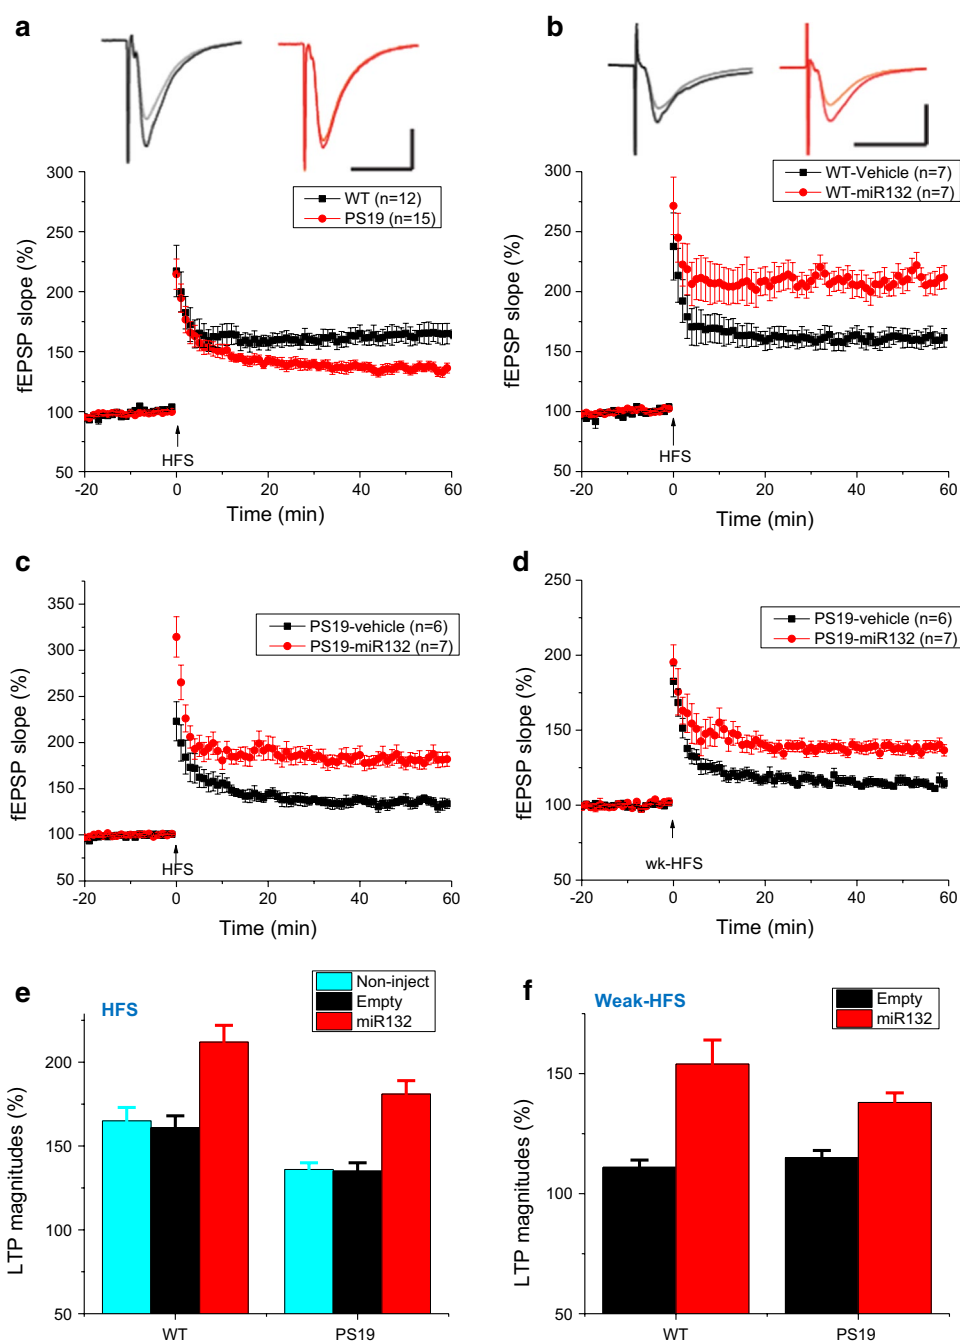 a
300
250
200
150
100
50
fEPSP slope (%)
WT (n=12)
PS19 (n=15)
HFS
-20
0
20
40
60
Time (min)
b
300
250
200
150
100
50
fEPSP slope (%)
WT-Vehicle (n=7)
WT-miR132 (n=7)
HFS
-20
0
20
40
60
Time (min)
c
350
300
250
200
150
100
50
fEPSP slope (%)
PS19-vehicle (n=6)
PS19-miR132 (n=7)
HFS
-20
0
20
40
60
Time (min)
d
250
200
150
100
50
fEPSP slope (%)
PS19-vehicle (n=6)
PS19-miR132 (n=7)
wk-HFS
-20
0
20
40
60
Time (min)
e
HFS
Non-inject
Empty
miR132
200
150
100
50
LTP magnitudes (%)
WT
PS19
f
Weak-HFS
Empty
miR132
150
100
50
LTP magnitudes (%)
WT
PS19